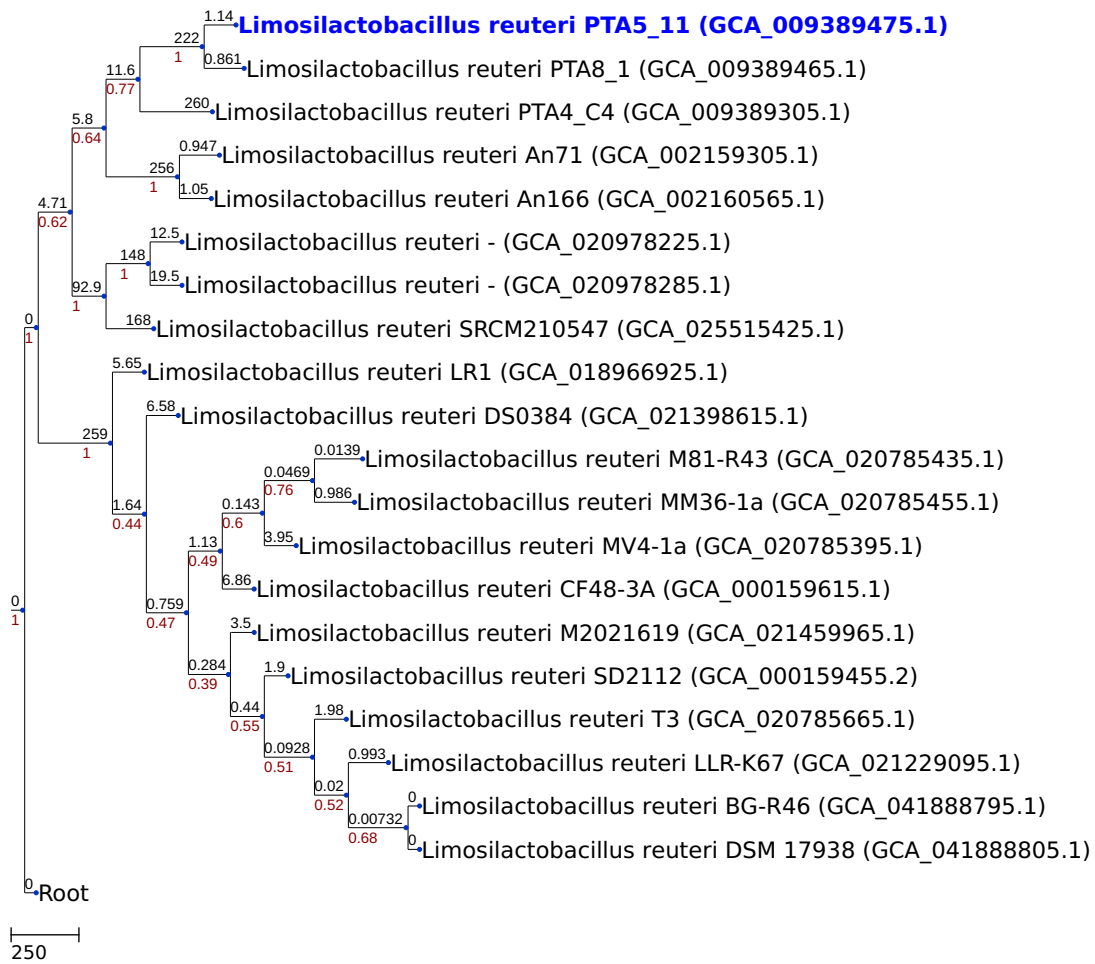 1.14
Limosilactobacillus reuteri PTA5_11 (GCA_009389475.1)
222
1
0.861
Limosilactobacillus reuteri PTA8_1 (GCA_009389465.1)
11.6
0.77
260
Limosilactobacillus reuteri PTA4_C4 (GCA_009389305.1)
5.8
0.64
0.947
Limosilactobacillus reuteri An71 (GCA_002159305.1)
256
1
1.05
Limosilactobacillus reuteri An166 (GCA_002160565.1)
4.71
0.62
12.5
Limosilactobacillus reuteri - (GCA_020978225.1)
148
1
19.5
Limosilactobacillus reuteri - (GCA_020978285.1)
92.9
1
168
Limosilactobacillus reuteri SRCM210547 (GCA_025515425.1)
0
1
5.65
Limosilactobacillus reuteri LR1 (GCA_018966925.1)
6.58
Limosilactobacillus reuteri DS0384 (GCA_021398615.1)
259
1
0.0139
Limosilactobacillus reuteri M81-R43 (GCA_020785435.1)
0.0469
0.76
0.986
Limosilactobacillus reuteri MM36-1a (GCA_020785455.1)
1.64
0.44
0.143
0.6
3.95
Limosilactobacillus reuteri MV4-1a (GCA_020785395.1)
1.13
0.49
6.86
Limosilactobacillus reuteri CF48-3A (GCA_000159615.1)
0
1
0.759
0.47
3.5
Limosilactobacillus reuteri M2021619 (GCA_021459965.1)
0.284
0.39
1.9
Limosilactobacillus reuteri SD2112 (GCA_000159455.2)
0.44
0.55
1.98
Limosilactobacillus reuteri T3 (GCA_020785665.1)
0.0928
0.51
0.993
Limosilactobacillus reuteri LLR-K67 (GCA_021229095.1)
0.02
0.52
0
Limosilactobacillus reuteri BG-R46 (GCA_041888795.1)
0.00732
0.68
0
Limosilactobacillus reuteri DSM 17938 (GCA_041888805.1)
0
Root
250